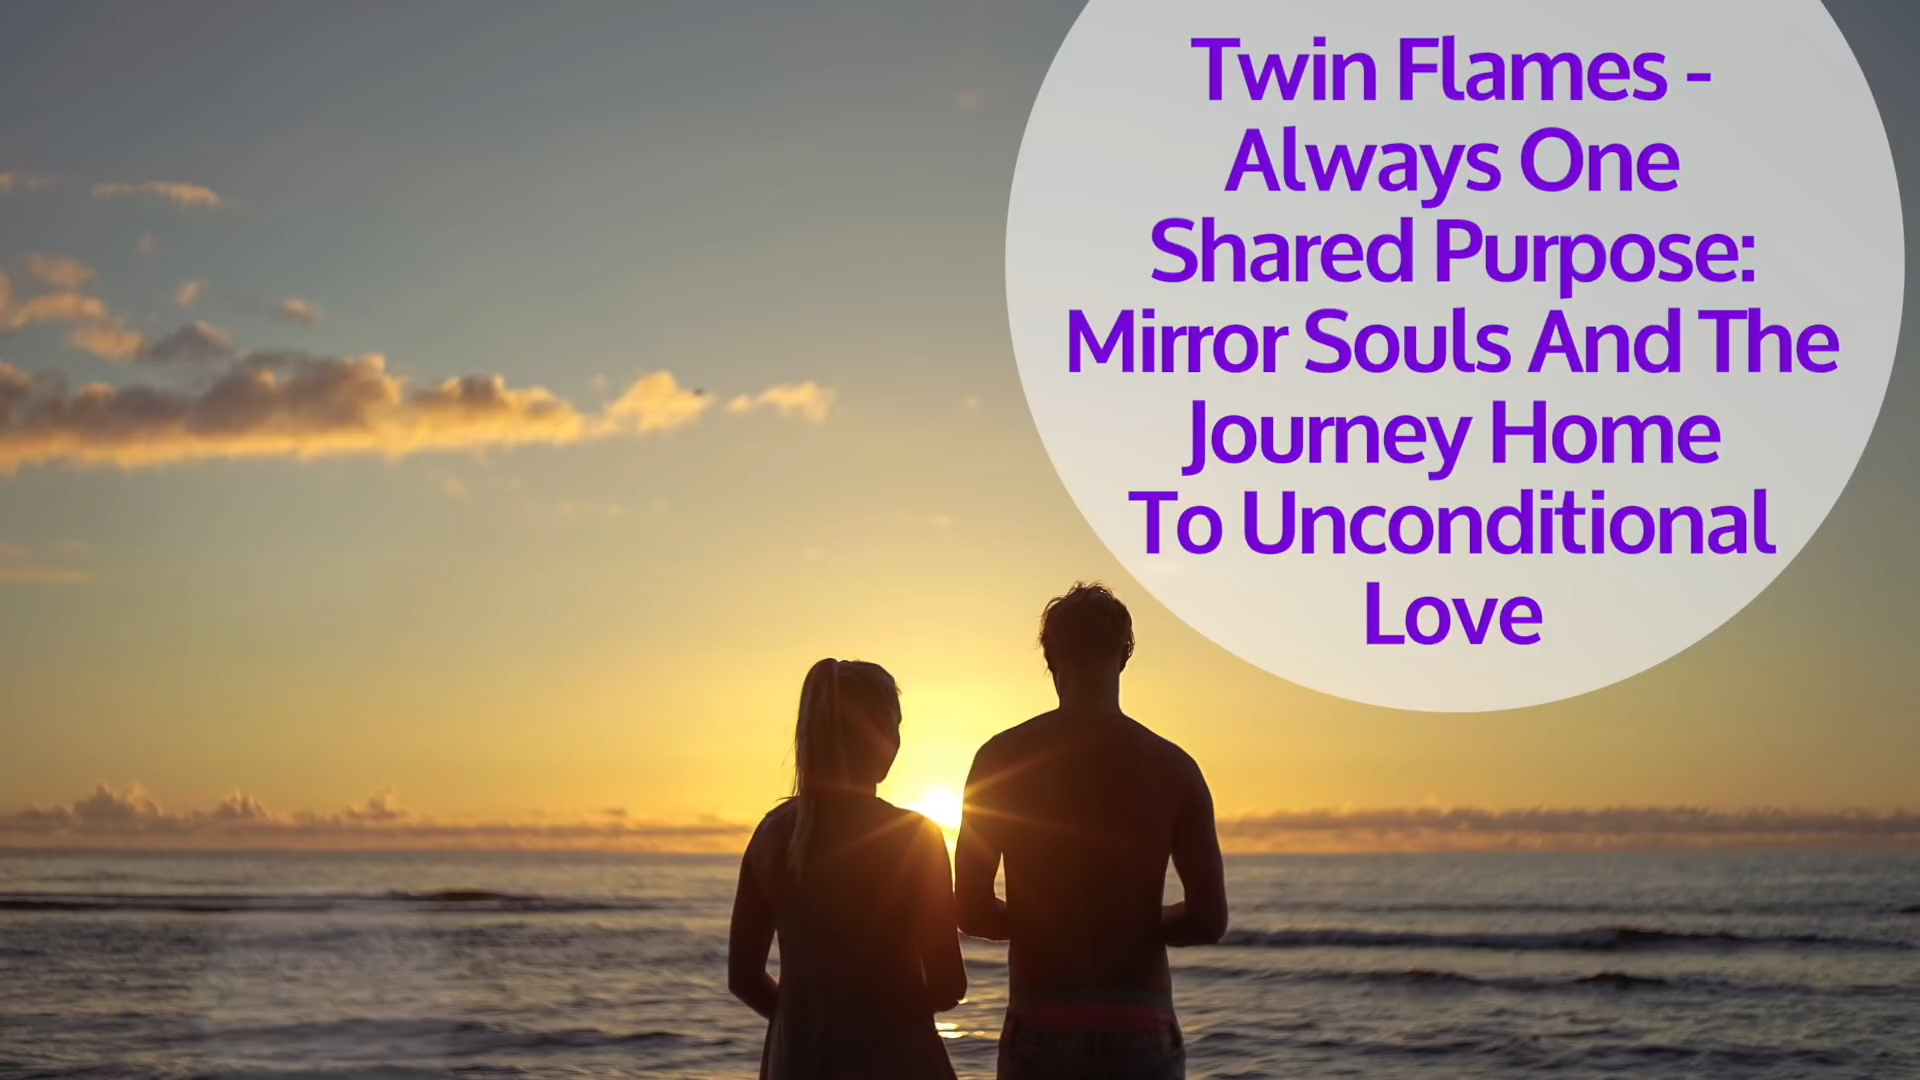 Twin Flames -
Always One
Shared Purpose:
Mirror Souls And The
Journey Home
To Unconditional
Love